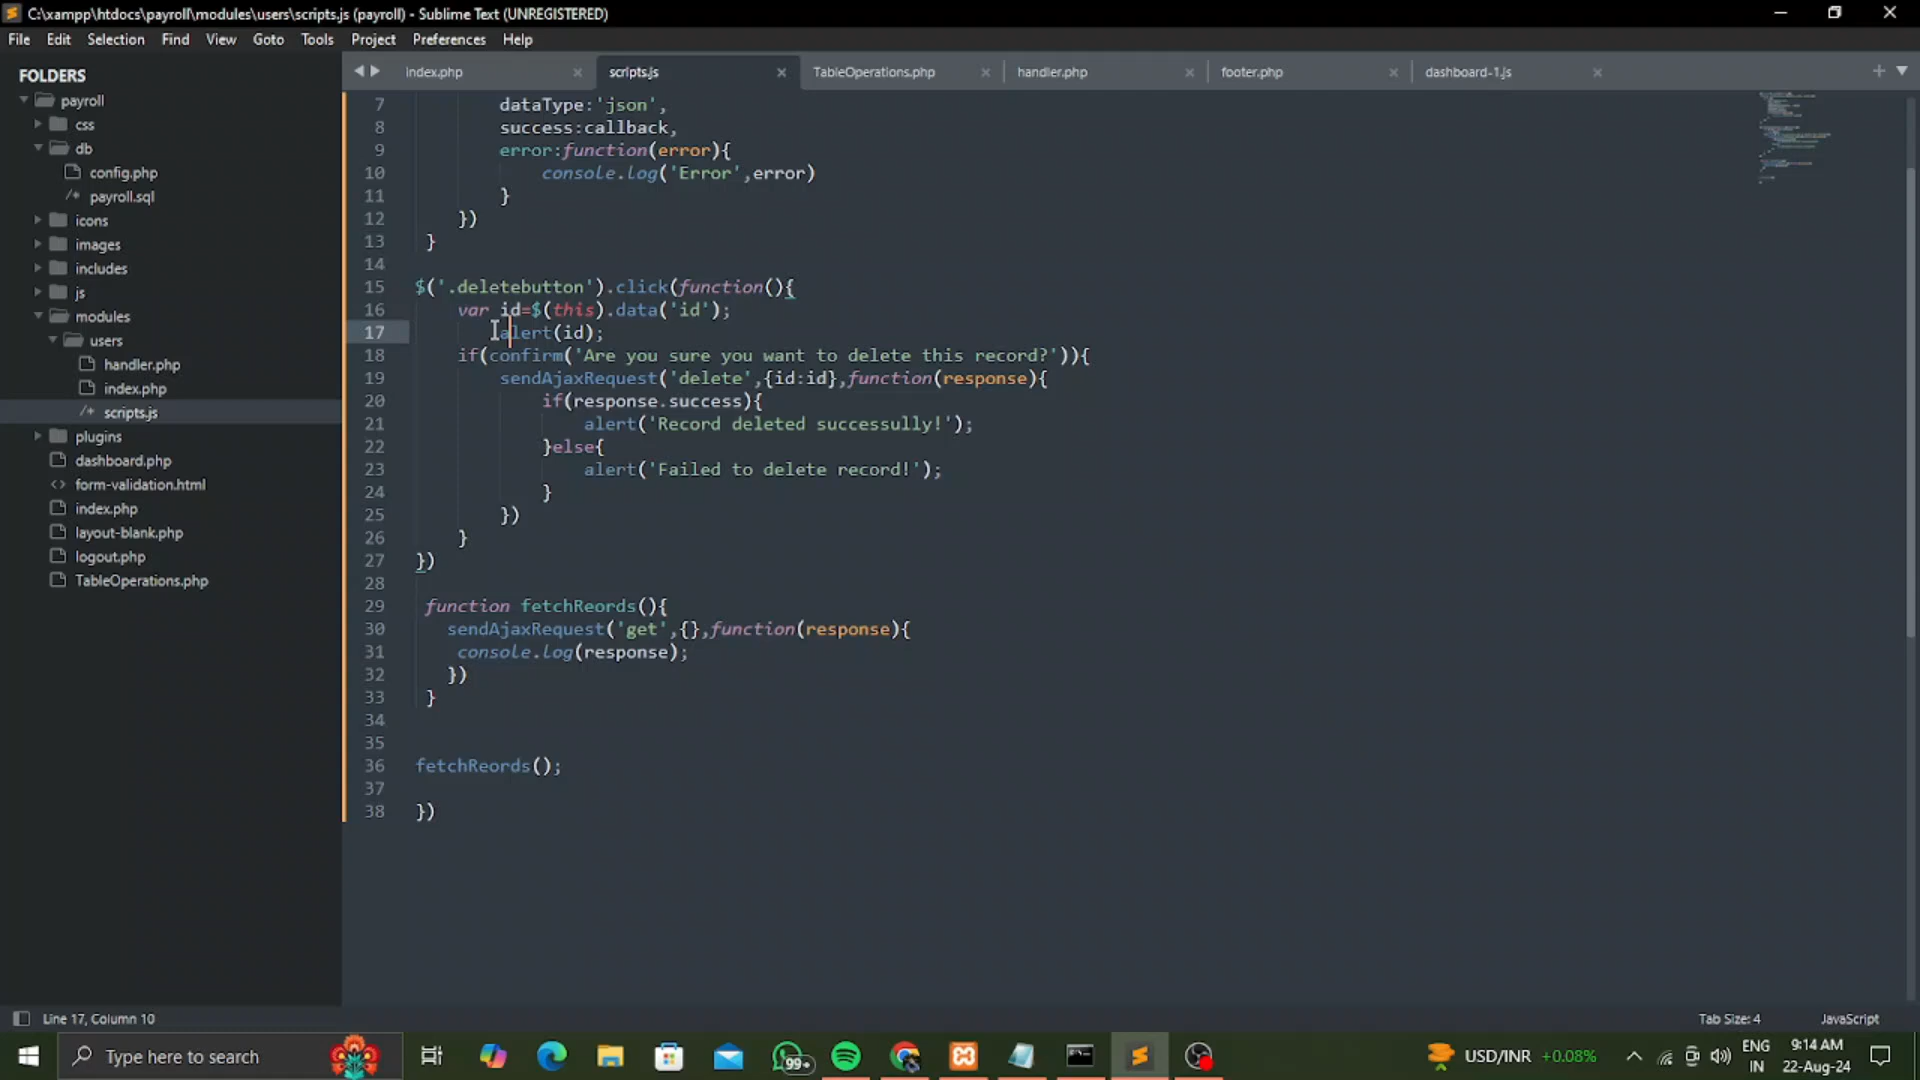 C:\xampp\htdocs\payroll\modules\users\scripts.js (payroll) - Sublime Text (UNREGISTERED)
File Edit Selection Find View Goto Tools Project Preferences Help
FOLDERS
payroll
css
db
config.php
payroll.sql
icons
images
includes
js
modules
users
handler.php
index.php
scripts.js
plugins
dashboard.php
form-validation.html
index.php
layout-blank.php
logout.php
TableOperations.php
index.php scripts.js TableOperations.php handler.php footer.php dashboard-1.js
7 dataType:'json',
8 success:callback,
9 error:function(error){
10 console.log('Error',error)
11 }
12 })
13 }
14
15 $('.deletebutton').click(function(){
16 var id=$(this).data('id');
17 alert(id);
18 if(confirm('Are you sure you want to delete this record?')){
19 sendAjaxRequest('delete',{id:id},function(response){
20 if(response.success){
21 alert('Record deleted successully!');
22 }else{
23 alert('Failed to delete record!');
24 }
25 })
26 }
27 })
28
29 function fetchReords(){
30 sendAjaxRequest('get',{},function(response){
31 console.log(response);
32 })
33 }
34
35
36 fetchReords();
37
38 })
Line 17, Column 10
Tab Size: 4 JavaScript
Type here to search
99+
USD/INR +0.08%
ENG
IN
9:14 AM
22-Aug-24